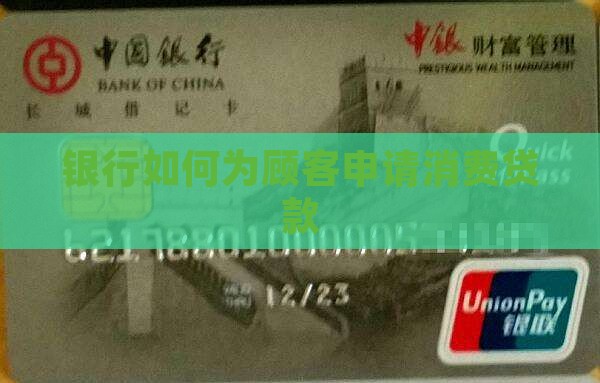 中国银行
BANK OF CHINA
长城借记卡
中银财富管理
PRESTIGIOUS WEALTH MANAGEMENT
银行如何为顾客申请消费贷
款
Quick
Pass
12/23
UnionPay
银联